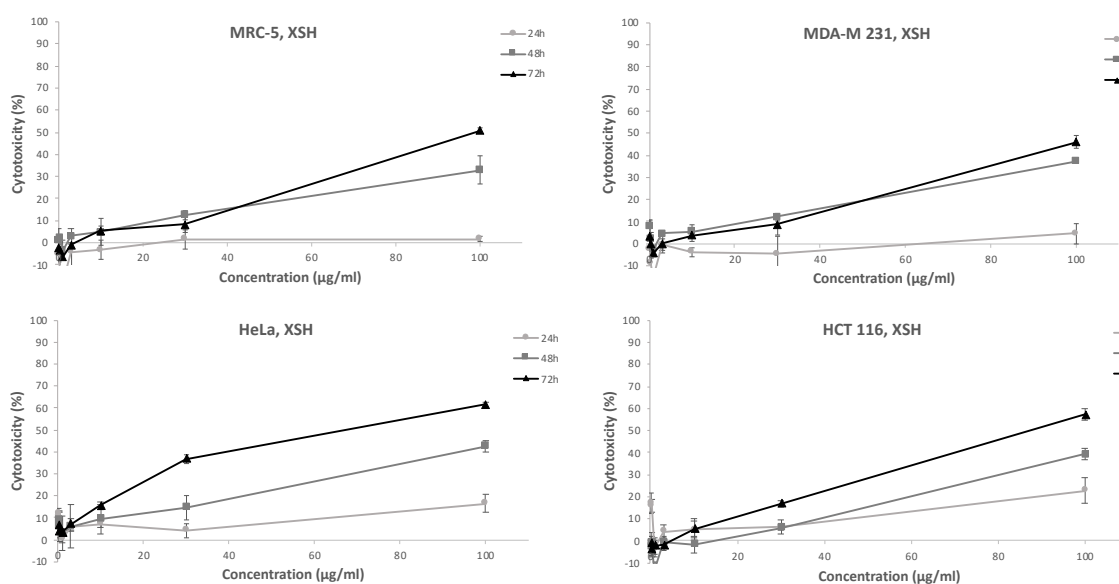 MRC-5, XSH
100
90
80
70
60
50
40
30
20
10
0
-10
Cytotoxicity (%)
0 20 40 60 80 100
Concentration (µg/ml)
24h
48h
72h
MDA-M 231, XSH
100
90
80
70
60
50
40
30
20
10
0
-10
Cytotoxicity (%)
0 20 40 60 80 100
Concentration (µg/ml)
HeLa, XSH
100
90
80
70
60
50
40
30
20
10
0
-10
Cytotoxicity (%)
0 20 40 60 80 100
Concentration (µg/ml)
24h
48h
72h
HCT 116, XSH
100
90
80
70
60
50
40
30
20
10
0
-10
Cytotoxicity (%)
0 20 40 60 80 100
Concentration (µg/ml)